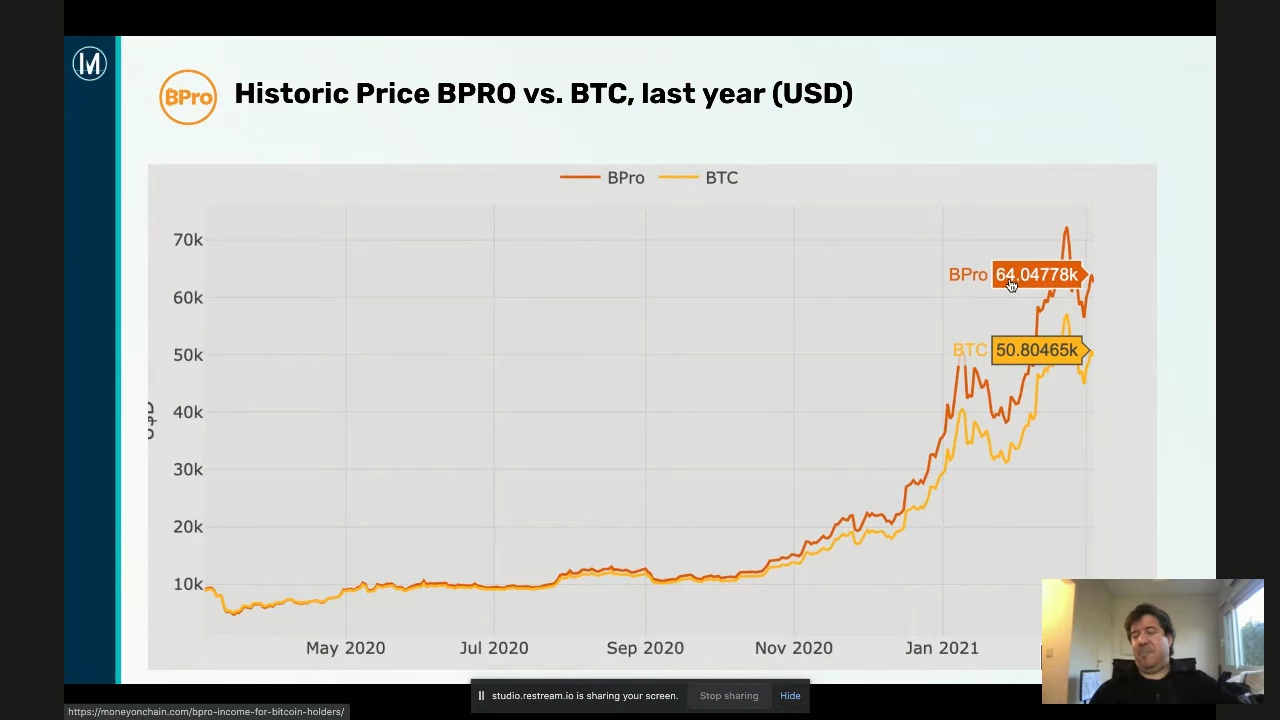 M
BPro
Historic Price BPRO vs. BTC, last year (USD)
BPro BTC
70k
BPro 64.04778k
60k
BTC 50.80465k
50k
40k
30k
20k
10k
May 2020 Jul 2020 Sep 2020 Nov 2020 Jan 2021
studio.restream.io is sharing your screen. Stop sharing Hide
https://moneyonchain.com/bpro-income-for-bitcoin-holders/